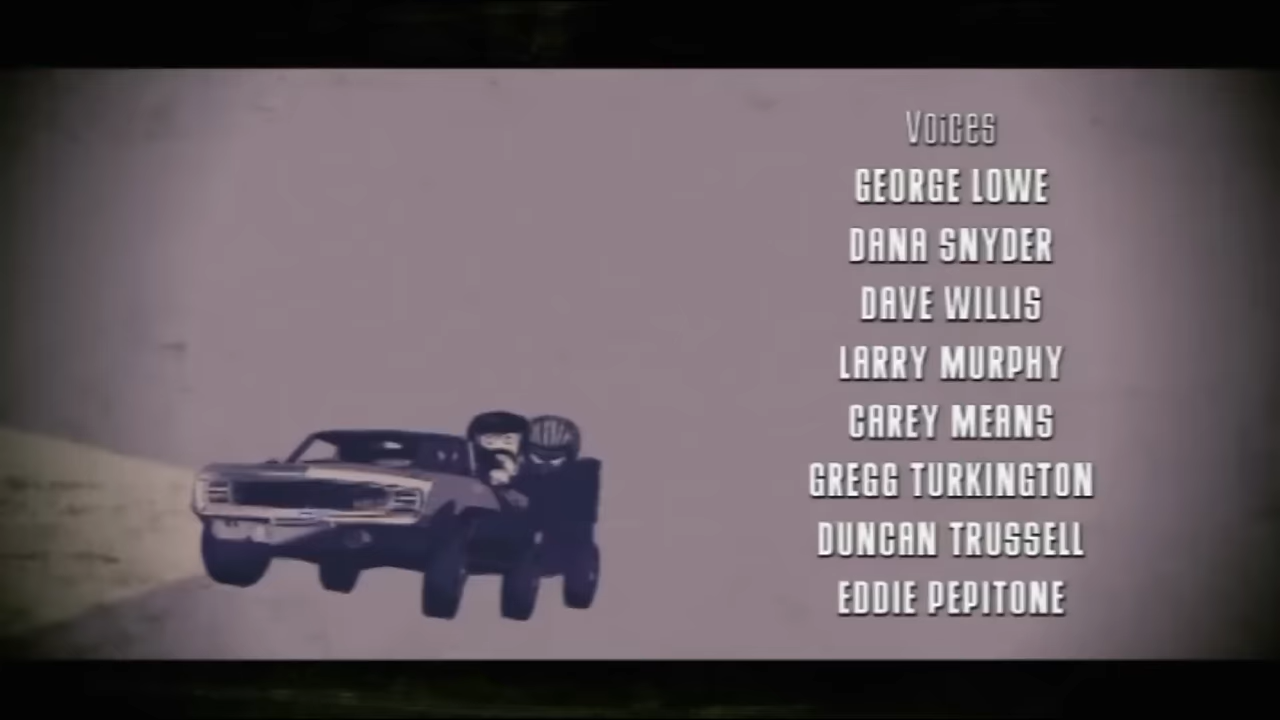 Voices
GEORGE LOWE
DANA SNYDER
DAVE WILLIS
LARRY MURPHY
CAREY MEANS
GREGG TURKINGTON
DUNCAN TRUSSELL
EDDIE PEPITONE